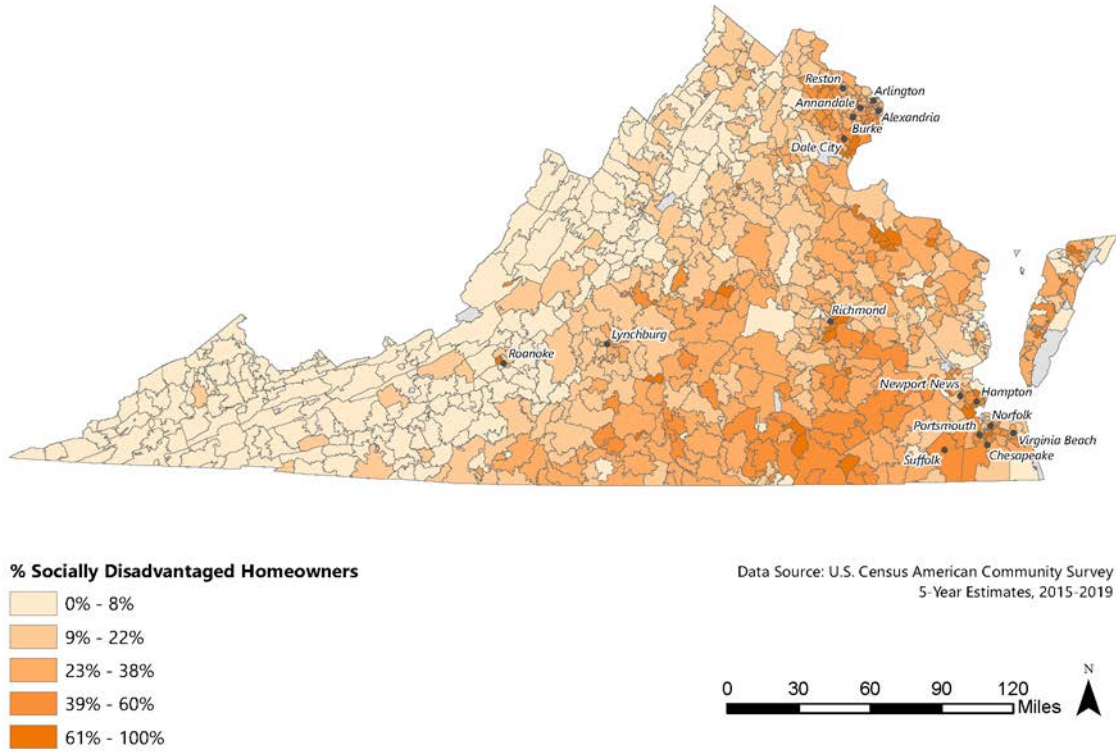 Reston
Arlington
Annandale
Alexandria
Burke
Dale City
Richmond
Lynchburg
Roanoke
Newport News
Hampton
Norfolk
Portsmouth
Virginia Beach
Suffolk
Chesapeake
% Socially Disadvantaged Homeowners
0% - 8%
9% - 22%
23% - 38%
39% - 60%
61% - 100%
Data Source: U.S. Census American Community Survey
5-Year Estimates, 2015-2019
N
0 30 60 90 120
Miles